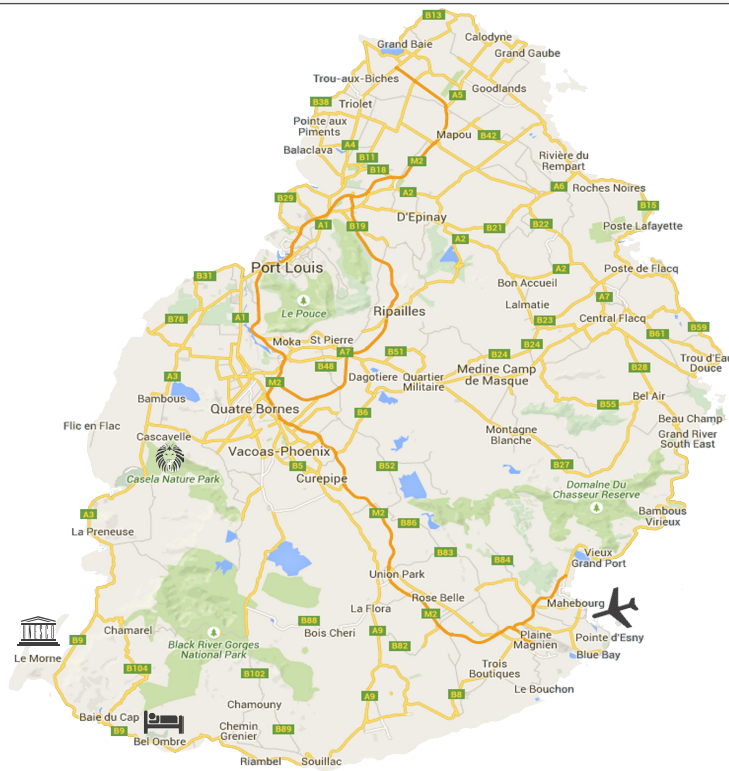 B13
Grand Baie
Calodyne
Grand Gaube
Trou-aux-Biches
A5
Goodlands
B38
Triolet
Pointe aux
Piments
Mapou
B42
Balaclava
A4
B11
M2
B18
Rivière du
Rempart
A6
Roches Noires
B29
A2
B15
D'Epinay
A1
B19
B21
B22
Poste Lafayette
A2
Port Louis
B31
A2
Poste de Flacq
Bon Accueil
Le Pouce
Ripailles
Lalmatie
A7
B78
A1
B23
Central Flacq
B59
B61
Moka
St Pierre
A7
B51
B24
B24
Trou d'Eau
Douce
B48
Medine Camp
de Masque
B28
A3
M2
Dagotiere
Quartier
Militaire
Bambous
Quatre Bornes
B6
B55
Bel Air
Flic en Flac
Beau Champ
Cascavelle
Montagne
Blanche
Grand River
South East
Vacoas-Phoenix
B5
B52
B27
Casela Nature Park
Curepipe
Domaine Du
Chasseur Reserve
A3
M2
B86
Bambous
Virieux
La Preneuse
B83
B84
Vieux
Grand Port
Union Park
Rose Belle
Mahebourg
La Flora
M2
B88
Bois Cheri
A9
Chamarel
B9
Plaine
Magnien
Pointe d'Esny
Le Morne
Black River Gorges
National Park
B82
Blue Bay
B104
B102
Trois
Boutiques
Le Bouchon
A9
B8
Chamouny
Baie du Cap
B9
Chemin
Grenier
B89
Bel Ombre
Riambel
Souillac